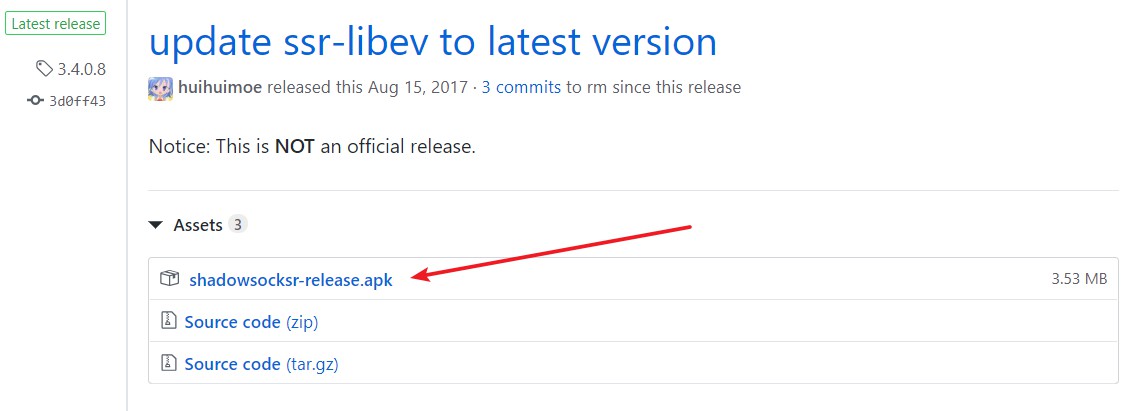 Latest release
3.4.0.8
3d0ff43
update ssr-libev to latest version
huihuimoe released this Aug 15, 2017 · 3 commits to rm since this release
Notice: This is NOT an official release.
Assets 3
shadowsocksr-release.apk 3.53 MB
Source code (zip)
Source code (tar.gz)